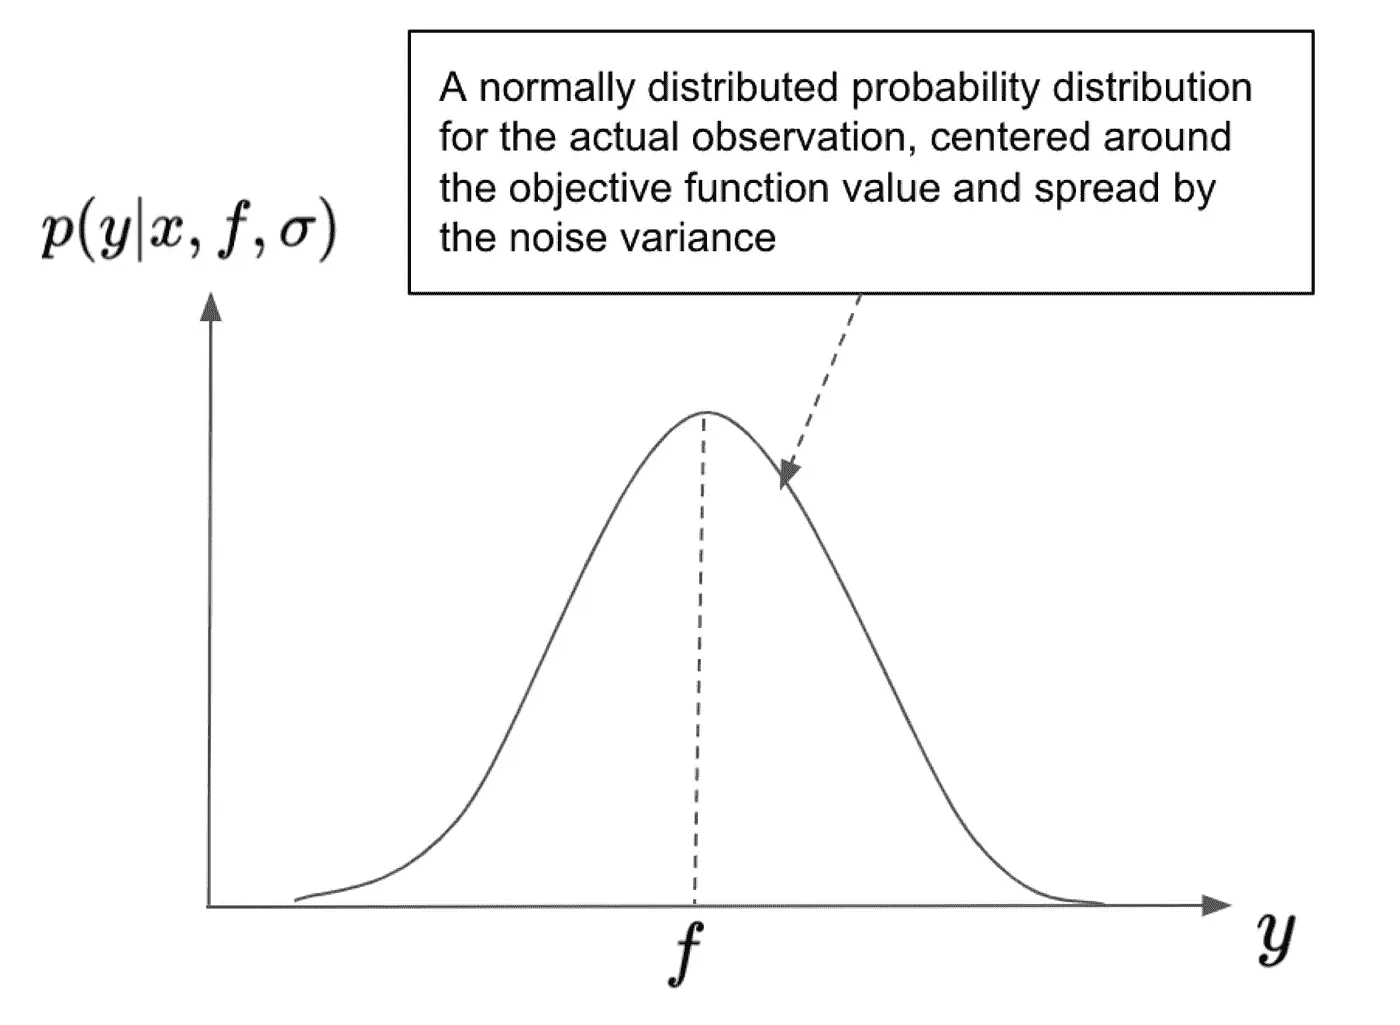 A normally distributed probability distribution
for the actual observation, centered around
the objective function value and spread by
the noise variance
p(y|x, f, σ)
f
y